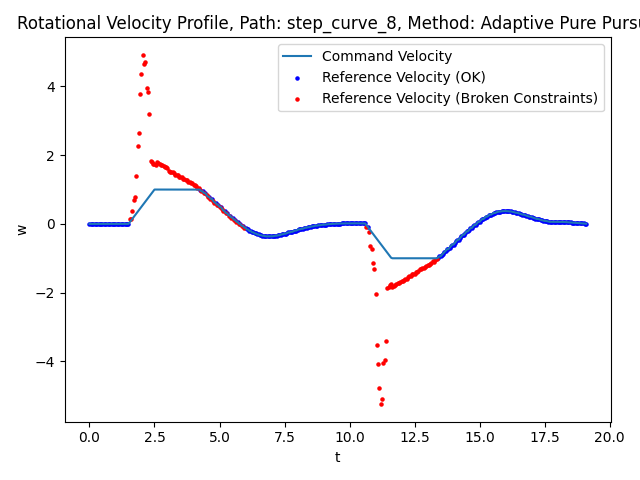 Rotational Velocity Profile, Path: step_curve_8, Method: Adaptive Pure Pursu
Command Velocity
Reference Velocity (OK)
Reference Velocity (Broken Constraints)
4
2
0
−2
−4
w
0.0 2.5 5.0 7.5 10.0 12.5 15.0 17.5 20.0
t